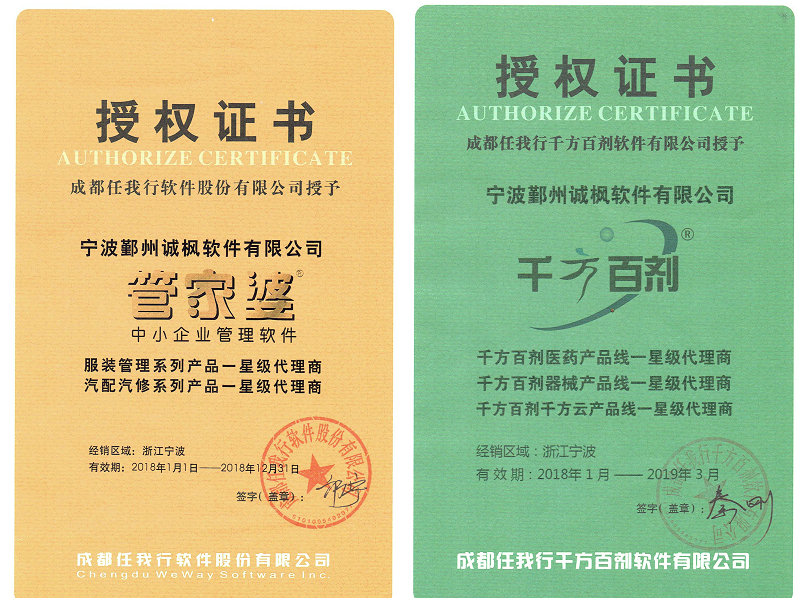 授权证书
AUTHORIZE CERTIFICATE
成都任我行软件股份有限公司授予
宁波鄞州诚枫软件有限公司
管家婆®
中小企业管理软件
服装管理系列产品一星级代理商
汽配汽修系列产品一星级代理商
经销区域：浙江宁波
有效期：2018年1月1日——2018年12月31日
签字（盖章）：
成都任我行软件股份有限公司
成都任我行软件股份有限公司
Chengdu WeWay Software Inc.
授权证书
AUTHORIZE CERTIFICATE
成都任我行千方百剂软件有限公司授予
宁波鄞州诚枫软件有限公司
千方百剂®
千方百剂医药产品线一星级代理商
千方百剂器械产品线一星级代理商
千方百剂千方云产品线一星级代理商
经销区域：浙江宁波
有效期：2018年1月——2019年3月
签字（盖章）：
成都任我行千方百剂软件有限公司